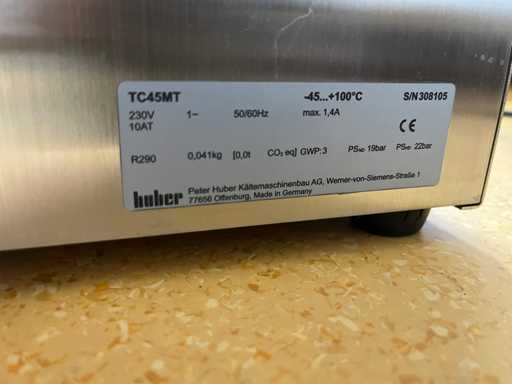 TC45MT -45...+100°C S/N308105
230V 1~ 50/60Hz max. 1,4A
10AT CE
R290 0,041kg [0,0t CO₂ eq] GWP:3 PSND 19bar PSHD 22bar
huber Peter Huber Kältemaschinenbau AG, Werner-von-Siemens-Straße 1
77656 Offenburg, Made in Germany